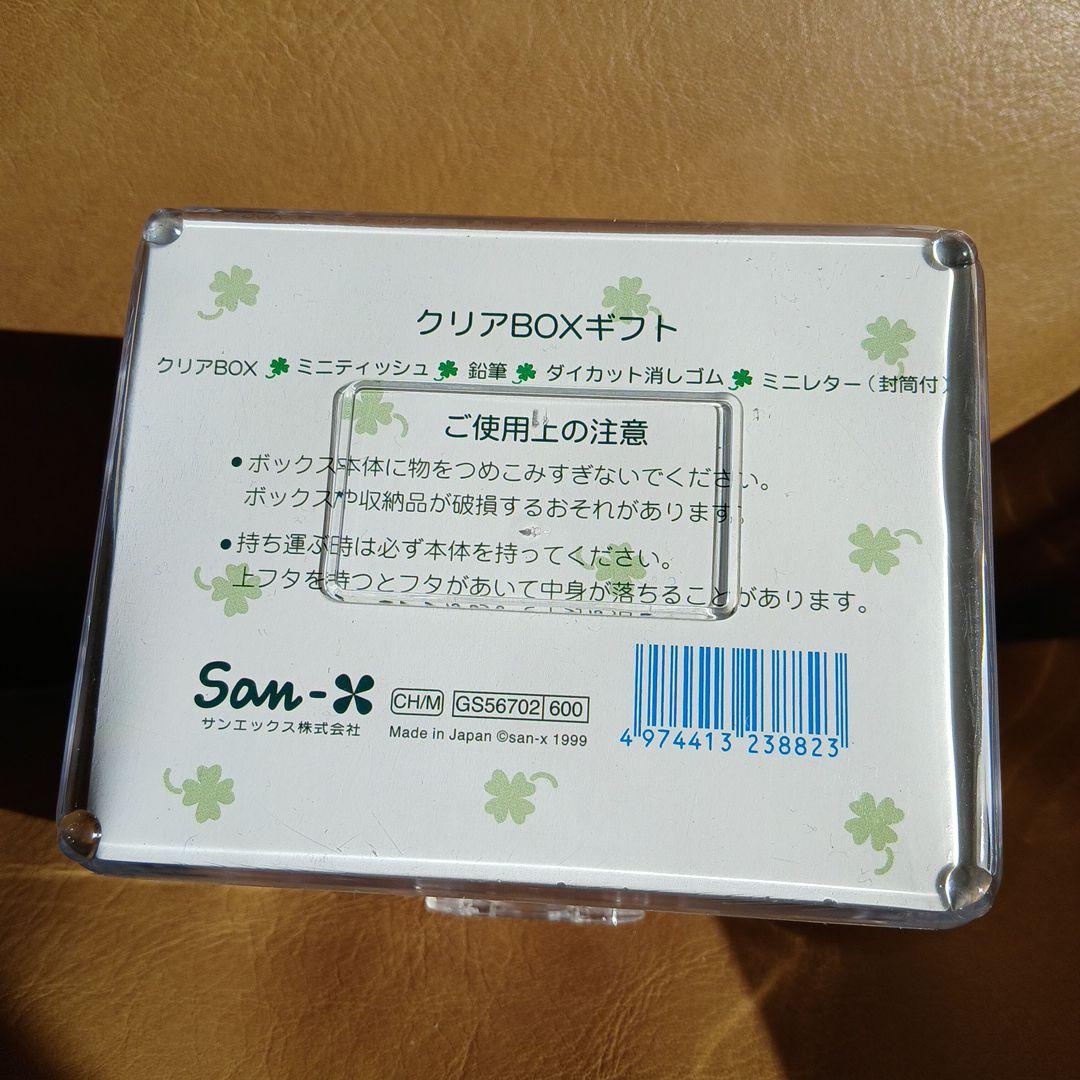 クリアBOXギフト
クリアBOX ミニティッシュ 鉛筆 ダイカット消しゴム ミニレター(封筒付)
ご使用上の注意
●ボックス本体に物をつめこみすぎないでください。
ボックスや収納品が破損するおそれがあります。
●持ち運ぶ時は必ず本体を持ってください。
上フタを持つとフタがあいて中身が落ちることがあります。
San-X
サンエックス株式会社
CH/M GS56702 600
Made in Japan ©san-x 1999
4 974413 238823